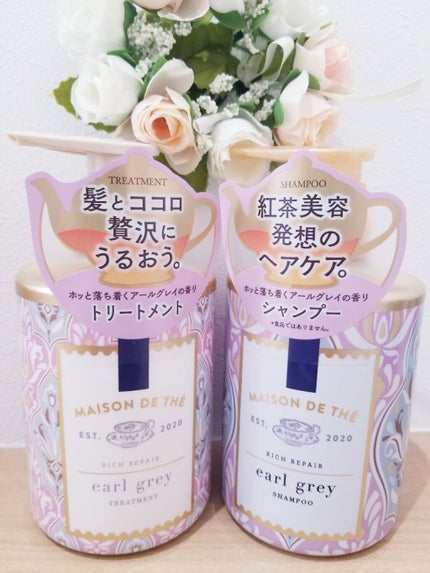 TREATMENT
髪とココロ
贅沢に
うるおう。
ホッと落ち着くアールグレイの香り
トリートメント
MAISON DE THÉ
EST. 2020
RICH REPAIR
earl grey
TREATMENT
SHAMPOO
紅茶美容
発想の
ヘアケア。
ホッと落ち着くアールグレイの香り
シャンプー
*食品ではありません。
MAISON DE THÉ
EST. 2020
RICH REPAIR
earl grey
SHAMPOO